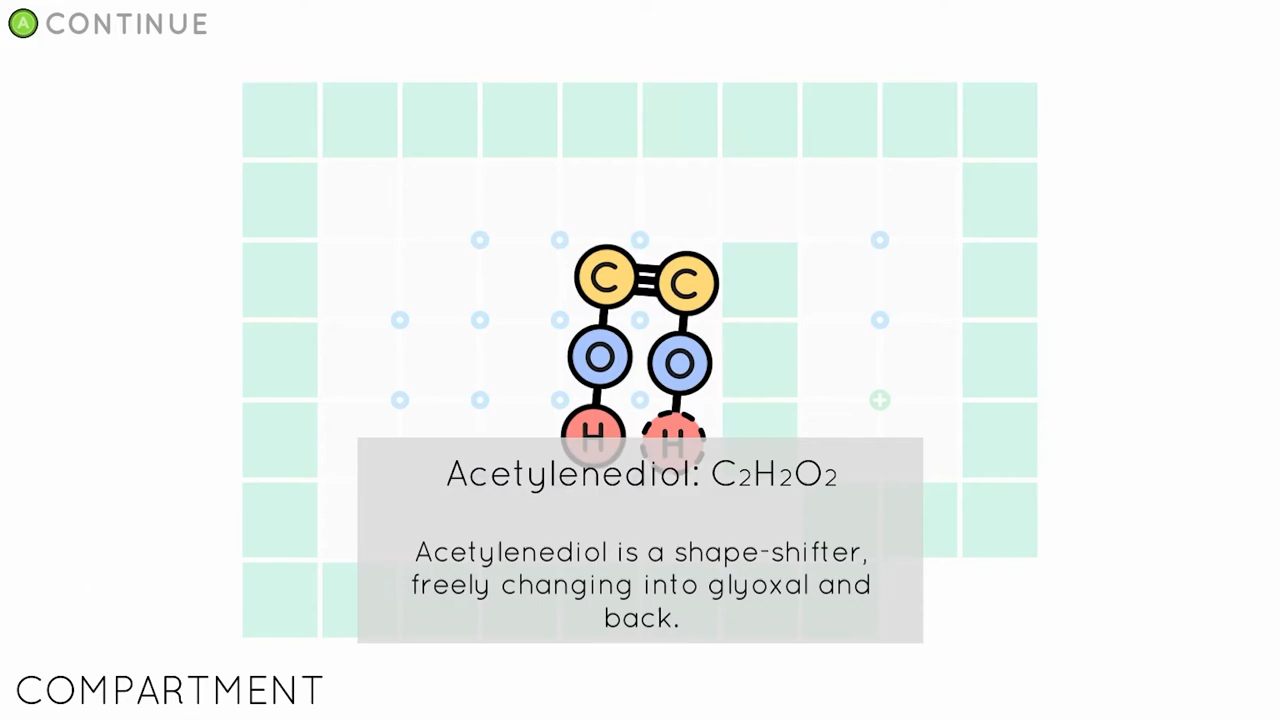 A CONTINUE
C C
O O
H H
Acetylenediol: C₂H₂O₂
Acetylenediol is a shape-shifter,
freely changing into glyoxal and
back.
COMPARTMENT